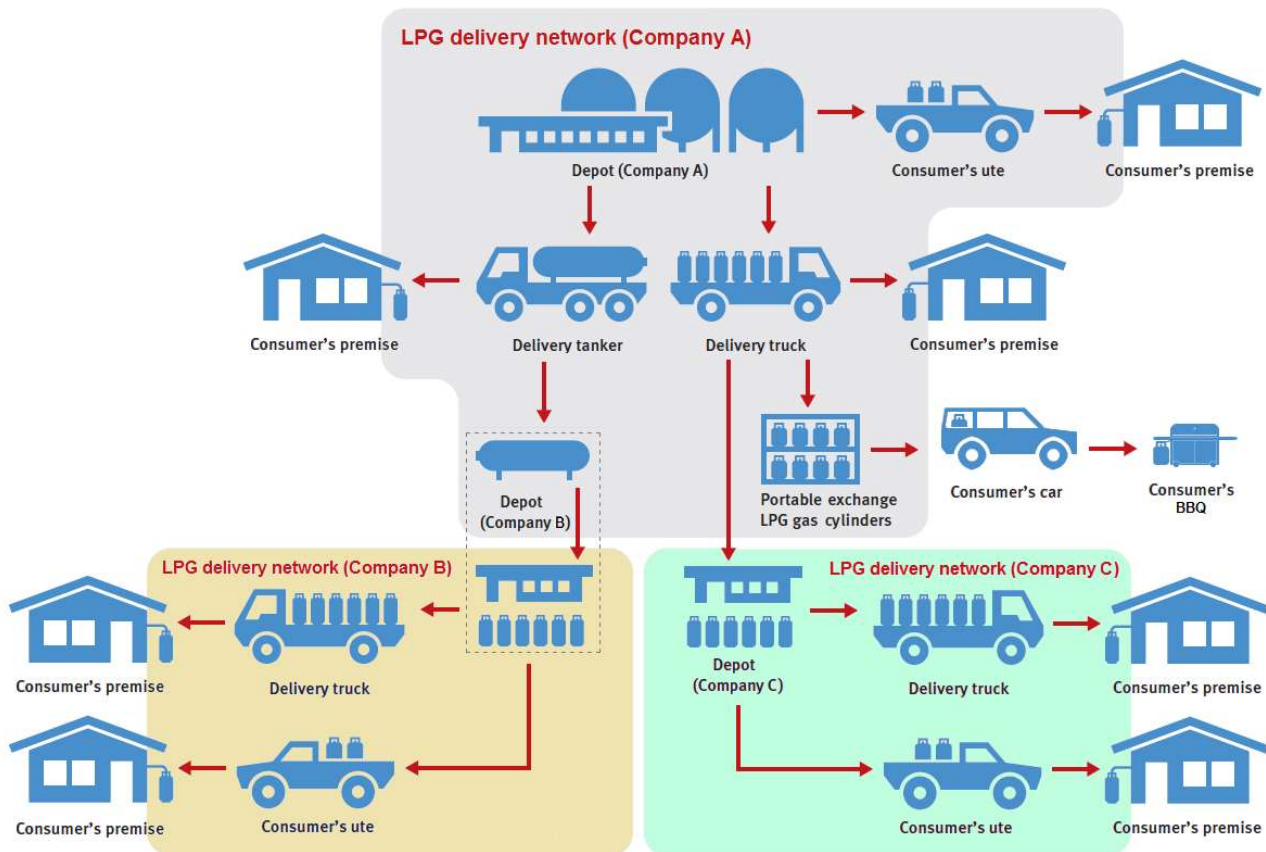 LPG delivery network (Company A)
Depot (Company A)
Consumer's ute
Consumer's premise
Consumer's premise
Delivery tanker
Delivery truck
Consumer's premise
Depot
(Company B)
Portable exchange
LPG gas cylinders
Consumer's car
Consumer's
BBQ
LPG delivery network (Company B)
LPG delivery network (Company C)
Consumer's premise
Delivery truck
Depot
(Company C)
Delivery truck
Consumer's premise
Consumer's premise
Consumer's ute
Consumer's ute
Consumer's premise